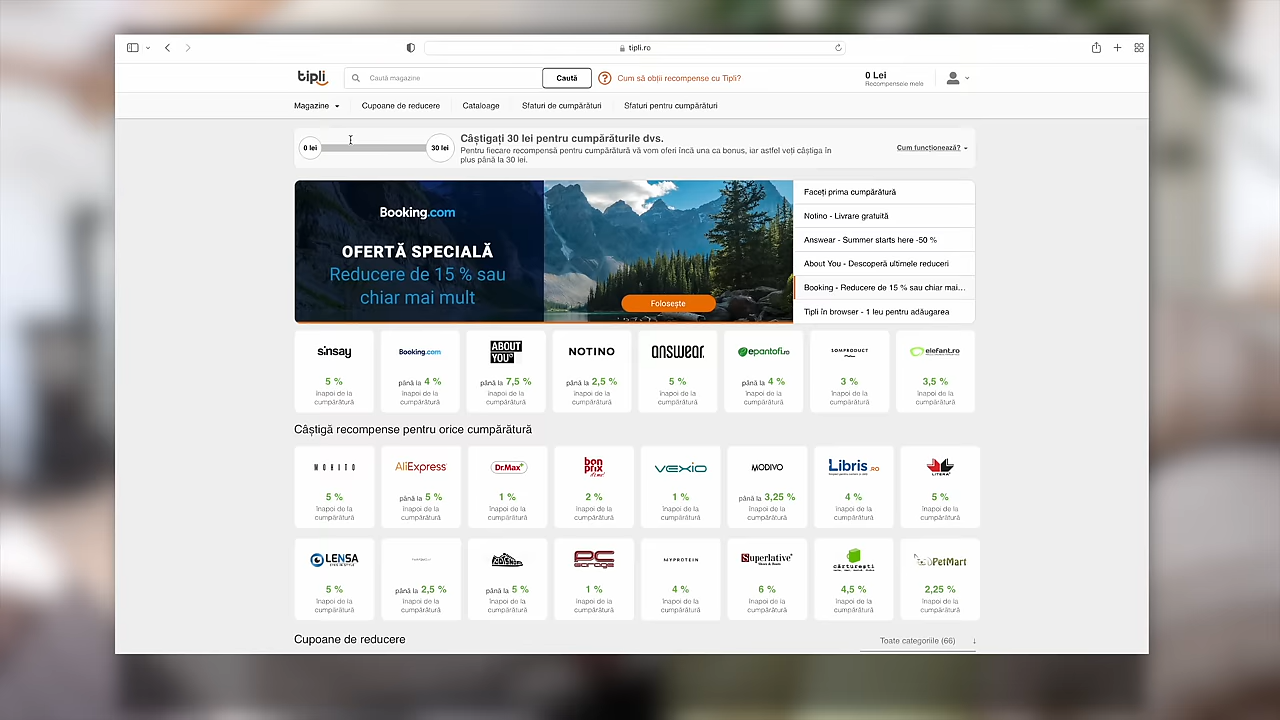 tipli.ro
tipli
Caută magazine
Caută
? Cum să obții recompense cu Tipli?
0 Lei
Recompensele mele
Magazine
Cupoane de reducere
Cataloage
Sfaturi de cumpărături
Sfaturi pentru cumpărături
0 lei
30 lei
Câștigați 30 lei pentru cumpărăturile dvs.
Pentru fiecare recompensă pentru cumpărătură vă vom oferi încă una ca bonus, iar astfel veți câștiga în
plus până la 30 lei.
Cum funcționează?
Booking.com
OFERTĂ SPECIALĂ
Reducere de 15 % sau
chiar mai mult
Folosește
Faceți prima cumpărătură
Notino - Livrare gratuită
Answear - Summer starts here -50 %
About You - Descoperă ultimele reduceri
Booking - Reducere de 15 % sau chiar mai...
Tipli în browser - 1 leu pentru adăugarea
sinsay
5 %
înapoi de la
cumpărătură
Booking.com
până la 4 %
înapoi de la
cumpărătură
ABOUT
YOU°
până la 7,5 %
înapoi de la
cumpărătură
NOTINO
până la 2,5 %
înapoi de la
cumpărătură
answear.
5 %
înapoi de la
cumpărătură
epantofi.ro
până la 4 %
înapoi de la
cumpărătură
SOMPRODUCT
3 %
înapoi de la
cumpărătură
elefant.ro
3,5 %
înapoi de la
cumpărătură
Câștigă recompense pentru orice cumpărătură
MOHITO
5 %
înapoi de la
cumpărătură
AliExpress
până la 5 %
înapoi de la
cumpărătură
Dr.Max+
1 %
înapoi de la
cumpărătură
bon
prix
it's me!
2 %
înapoi de la
cumpărătură
VEXIO
1 %
înapoi de la
cumpărătură
MODIVO
până la 3,25 %
înapoi de la
cumpărătură
Libris.RO
4 %
înapoi de la
cumpărătură
LITERA
5 %
înapoi de la
cumpărătură
LENSA
5 %
înapoi de la
cumpărătură
până la 2,5 %
înapoi de la
cumpărătură
până la 5 %
înapoi de la
cumpărătură
PC
garage
1 %
înapoi de la
cumpărătură
MYPROTEIN
4 %
înapoi de la
cumpărătură
Superlative
6 %
înapoi de la
cumpărătură
cărturești
4,5 %
înapoi de la
cumpărătură
PetMart
2,25 %
înapoi de la
cumpărătură
Cupoane de reducere
Toate categoriile (66) ↓